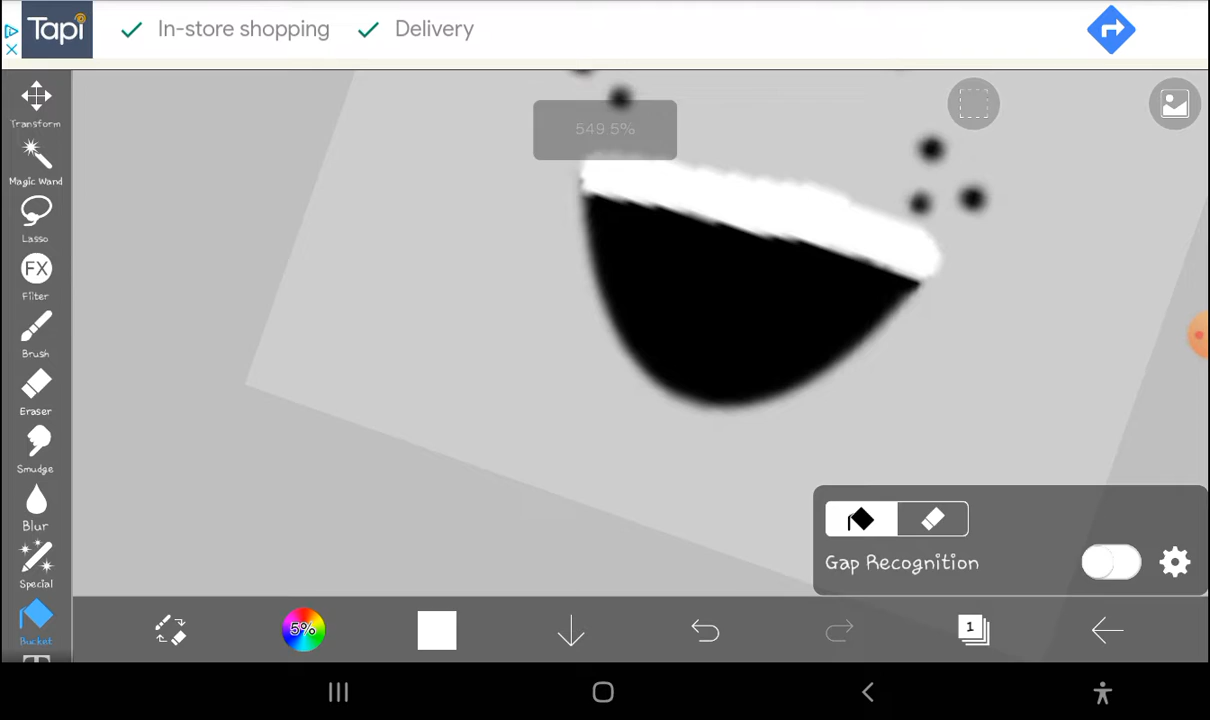 Tapi
In-store shopping
Delivery
Transform
Magic Wand
Lasso
FX
Filter
Brush
Eraser
Smudge
Blur
Special
Bucket
549.5%
Gap Recognition
5%
1